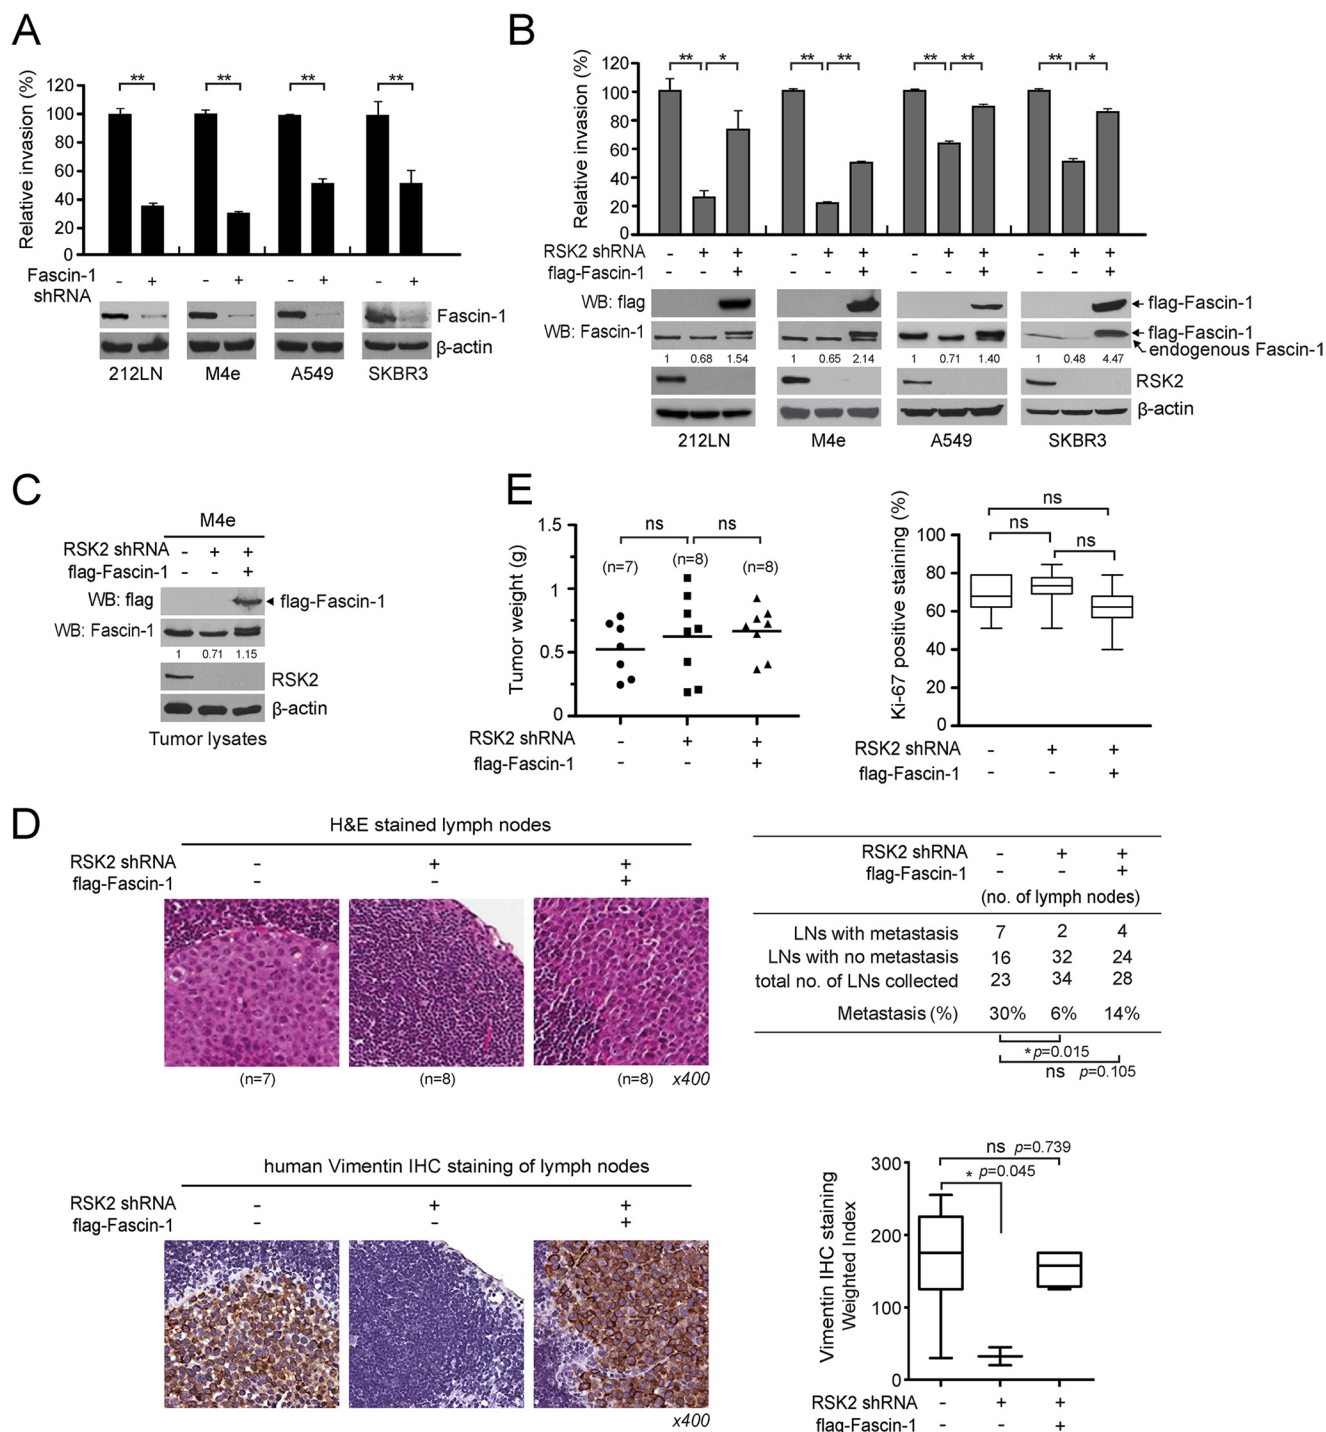 A
Relative invasion (%)
120
100
80
60
40
20
0
** ** ** **
Fascin-1 shRNA - + - + - + - +
Fascin-1
β-actin
212LN M4e A549 SKBR3
B
Relative invasion (%)
120
100
80
60
40
20
0
** * ** ** ** ** ** *
RSK2 shRNA - + + - + + - + + - + +
flag-Fascin-1 - - + - - + - - + - - +
WB: flag flag-Fascin-1
WB: Fascin-1 flag-Fascin-1
endogenous Fascin-1
1 0.68 1.54 1 0.65 2.14 1 0.71 1.40 1 0.48 4.47
RSK2
β-actin
212LN M4e A549 SKBR3
C
M4e
RSK2 shRNA - + +
flag-Fascin-1 - - +
WB: flag flag-Fascin-1
WB: Fascin-1
1 0.71 1.15
RSK2
β-actin
Tumor lysates
E
Tumor weight (g)
1.5
1
0.5
0
ns ns
(n=7) (n=8) (n=8)
RSK2 shRNA - + +
flag-Fascin-1 - - +
Ki-67 positive staining (%)
100
80
60
40
20
0
ns
ns
ns
RSK2 shRNA - + +
flag-Fascin-1 - - +
D
H&E stained lymph nodes
RSK2 shRNA - + +
flag-Fascin-1 - - +
(n=7) (n=8) (n=8) x400
RSK2 shRNA - + +
flag-Fascin-1 - - +
(no. of lymph nodes)
LNs with metastasis 7 2 4
LNs with no metastasis 16 32 24
total no. of LNs collected 23 34 28
Metastasis (%) 30% 6% 14%
* p=0.015
ns p=0.105
human Vimentin IHC staining of lymph nodes
RSK2 shRNA - + +
flag-Fascin-1 - - +
x400
Vimentin IHC staining
Weighted Index
300
200
100
0
ns p=0.739
* p=0.045
RSK2 shRNA - + +
flag-Fascin-1 - - +